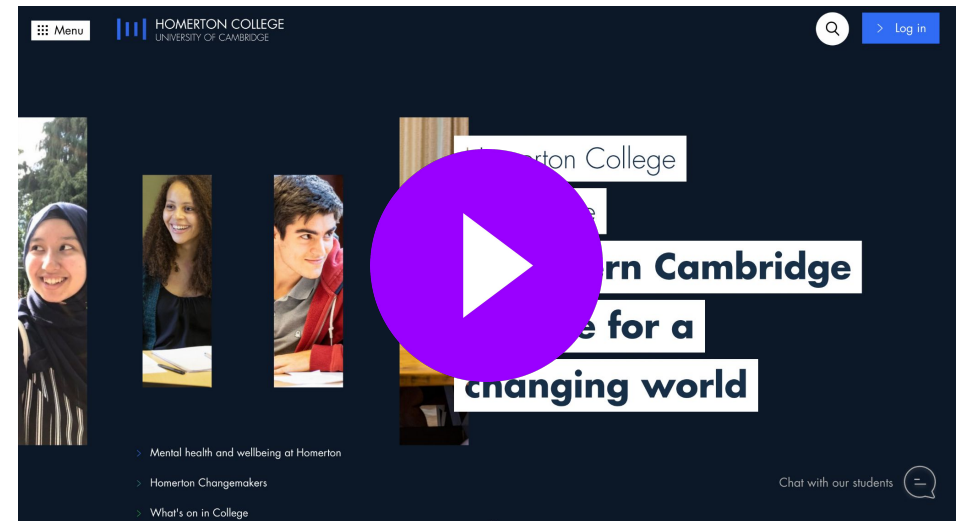 Menu
HOMERTON COLLEGE
UNIVERSITY OF CAMBRIDGE
Log in
College
rn Cambridge
for a
changing world
Mental health and wellbeing at Homerton
Homerton Changemakers
What's on in College
Chat with our students